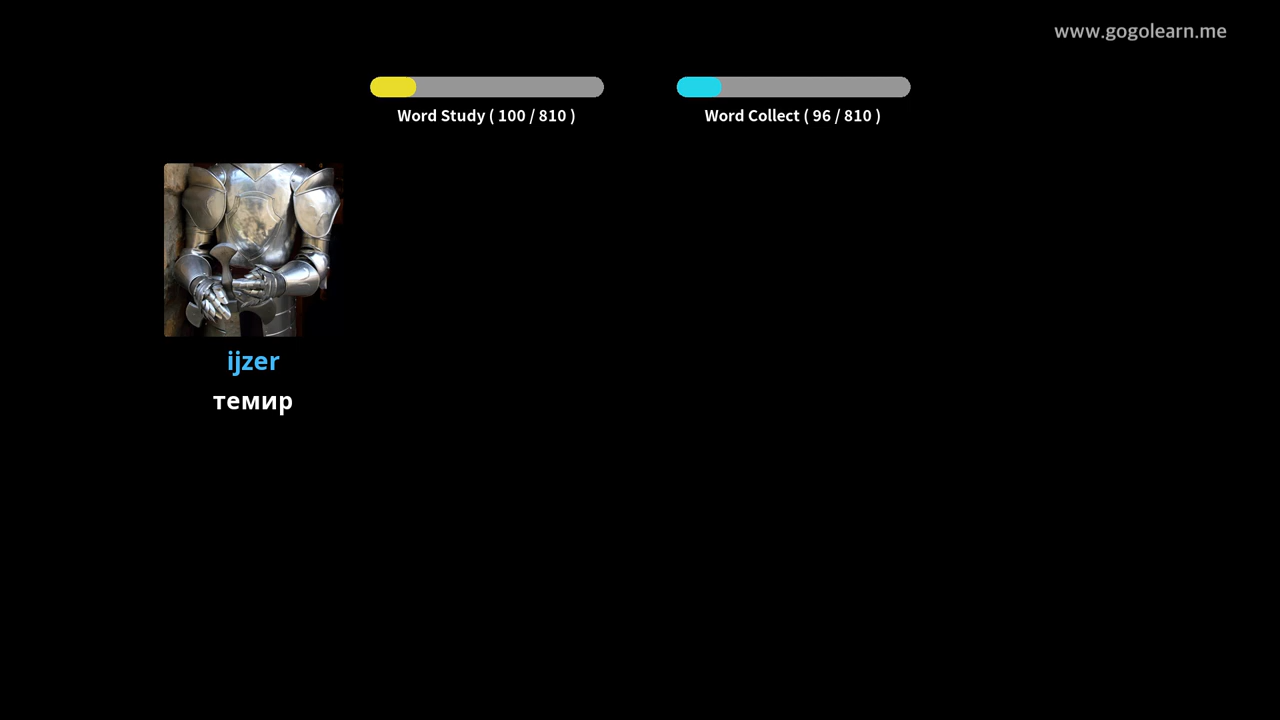 www.gogolearn.me
Word Study ( 100 / 810 )
Word Collect ( 96 / 810 )
ijzer
темир